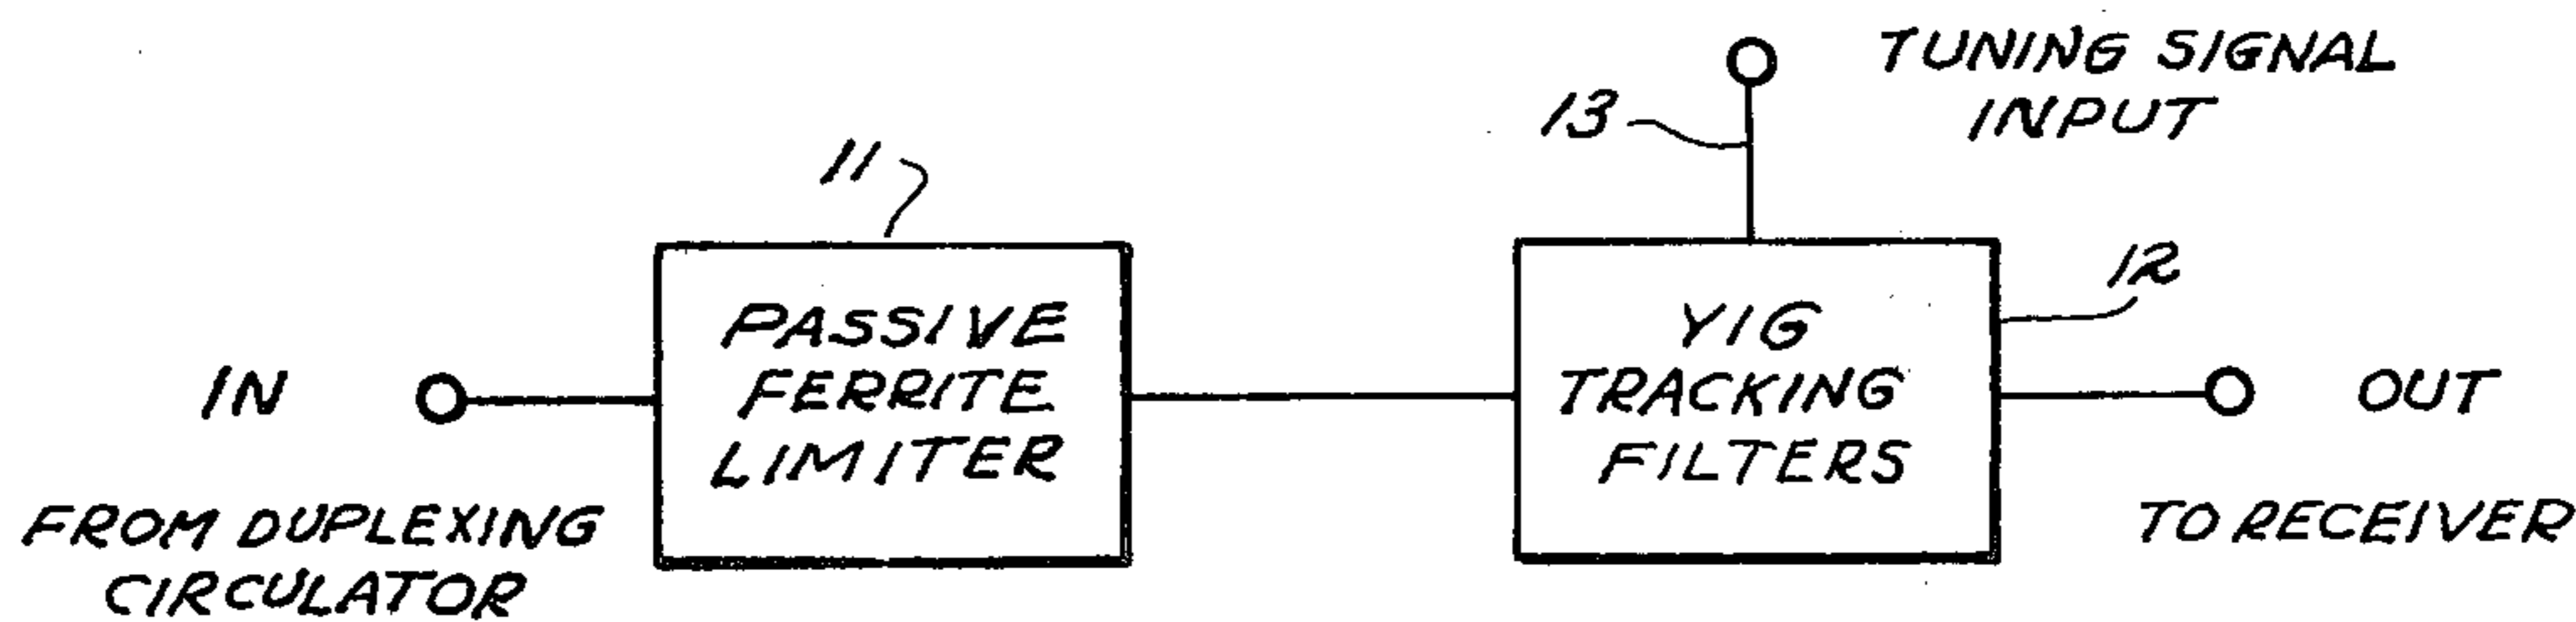 TUNING SIGNAL
INPUT
13
11
12
PASSIVE
FERRITE
LIMITER
YIG
TRACKING
FILTERS
IN
OUT
FROM DUPLEXING
CIRCULATOR
TO RECEIVER